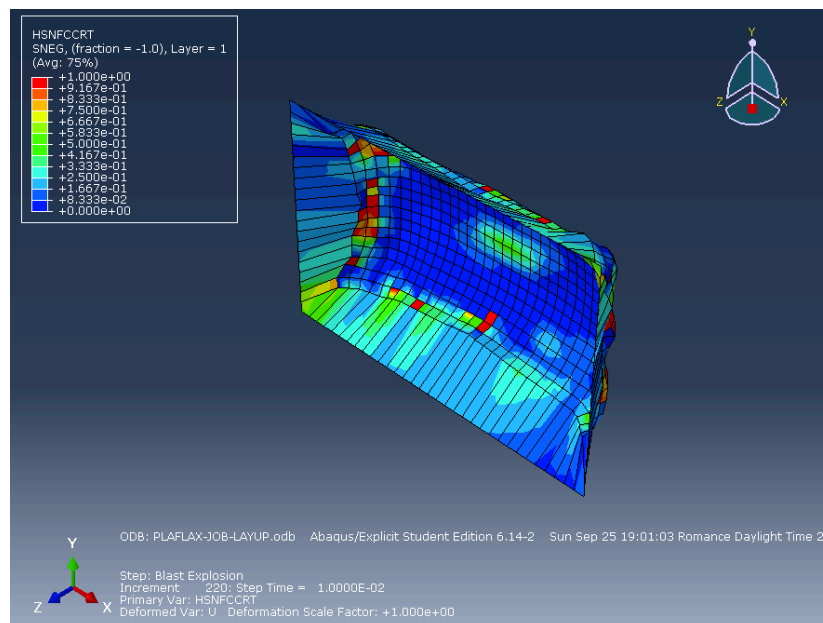 HSNFCCRT
SNEG, (fraction = -1.0), Layer = 1
(Avg: 75%)
+1.000e+00
+9.167e-01
+8.333e-01
+7.500e-01
+6.667e-01
+5.833e-01
+5.000e-01
+4.167e-01
+3.333e-01
+2.500e-01
+1.667e-01
+8.333e-02
+0.000e+00
Y
Z X
ODB: PLAFLAX-JOB-LAYUP.odb Abaqus/Explicit Student Edition 6.14-2 Sun Sep 25 19:01:03 Romance Daylight Time 2
Y
Z X
Step: Blast Explosion
Increment 220: Step Time = 1.0000E-02
Primary Var: HSNFCCRT
Deformed Var: U Deformation Scale Factor: +1.000e+00